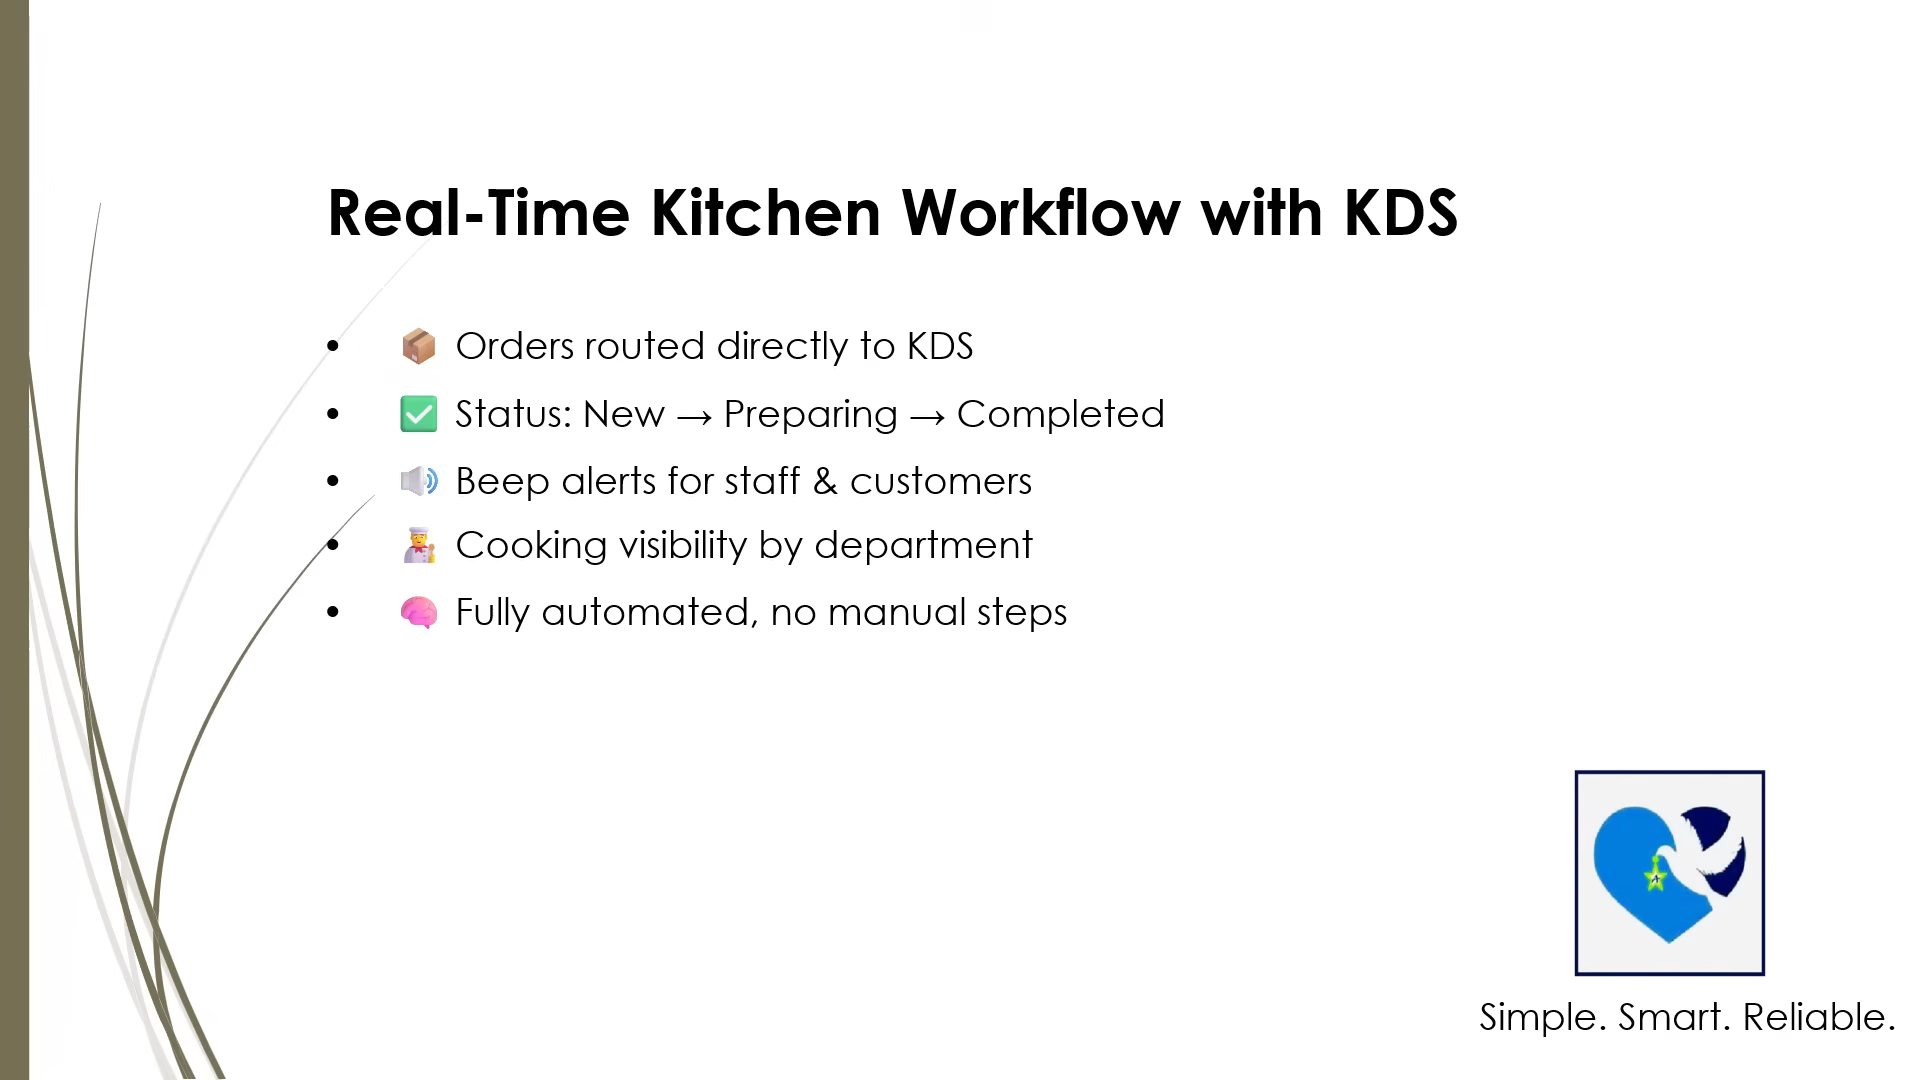 Real-Time Kitchen Workflow with KDS
• 📦 Orders routed directly to KDS
• ✅ Status: New → Preparing → Completed
• 🔊 Beep alerts for staff & customers
• 🧑‍🍳 Cooking visibility by department
• 🧠 Fully automated, no manual steps
Simple. Smart. Reliable.